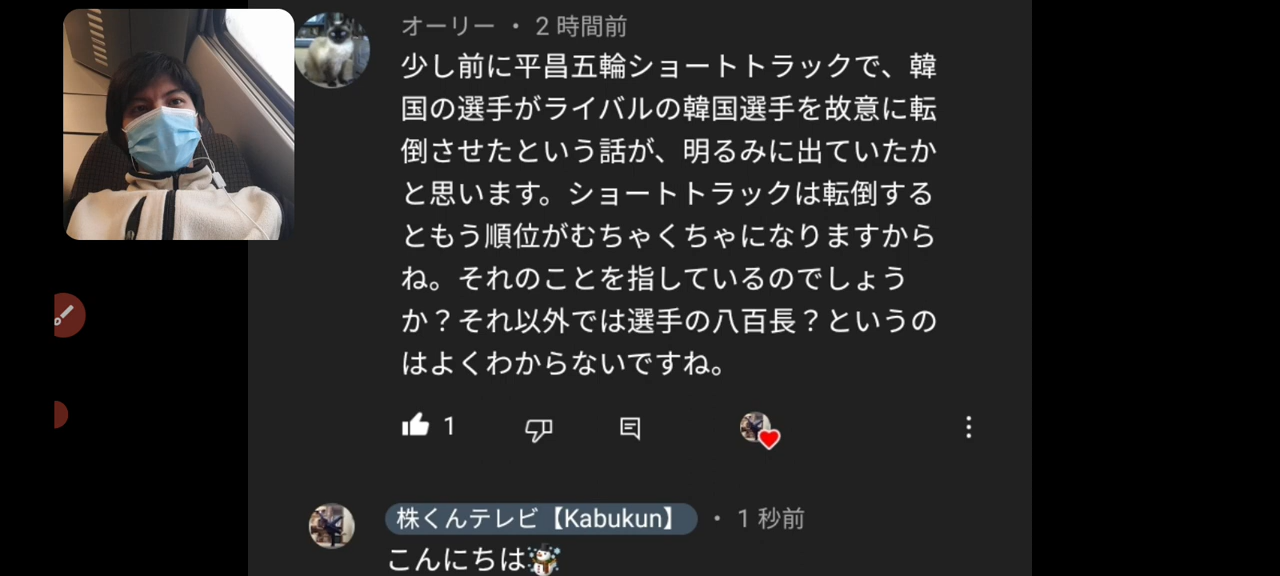 オーリー ・ 2 時間前
少し前に平昌五輪ショートトラックで、韓
国の選手がライバルの韓国選手を故意に転
倒させたという話が、明るみに出ていたか
と思います。ショートトラックは転倒する
ともう順位がむちゃくちゃになりますから
ね。それのことを指しているのでしょう
か？それ以外では選手の八百長？というの
はよくわからないですね。
1
株くんテレビ【Kabukun】 ・ 1 秒前
こんにちは⛄